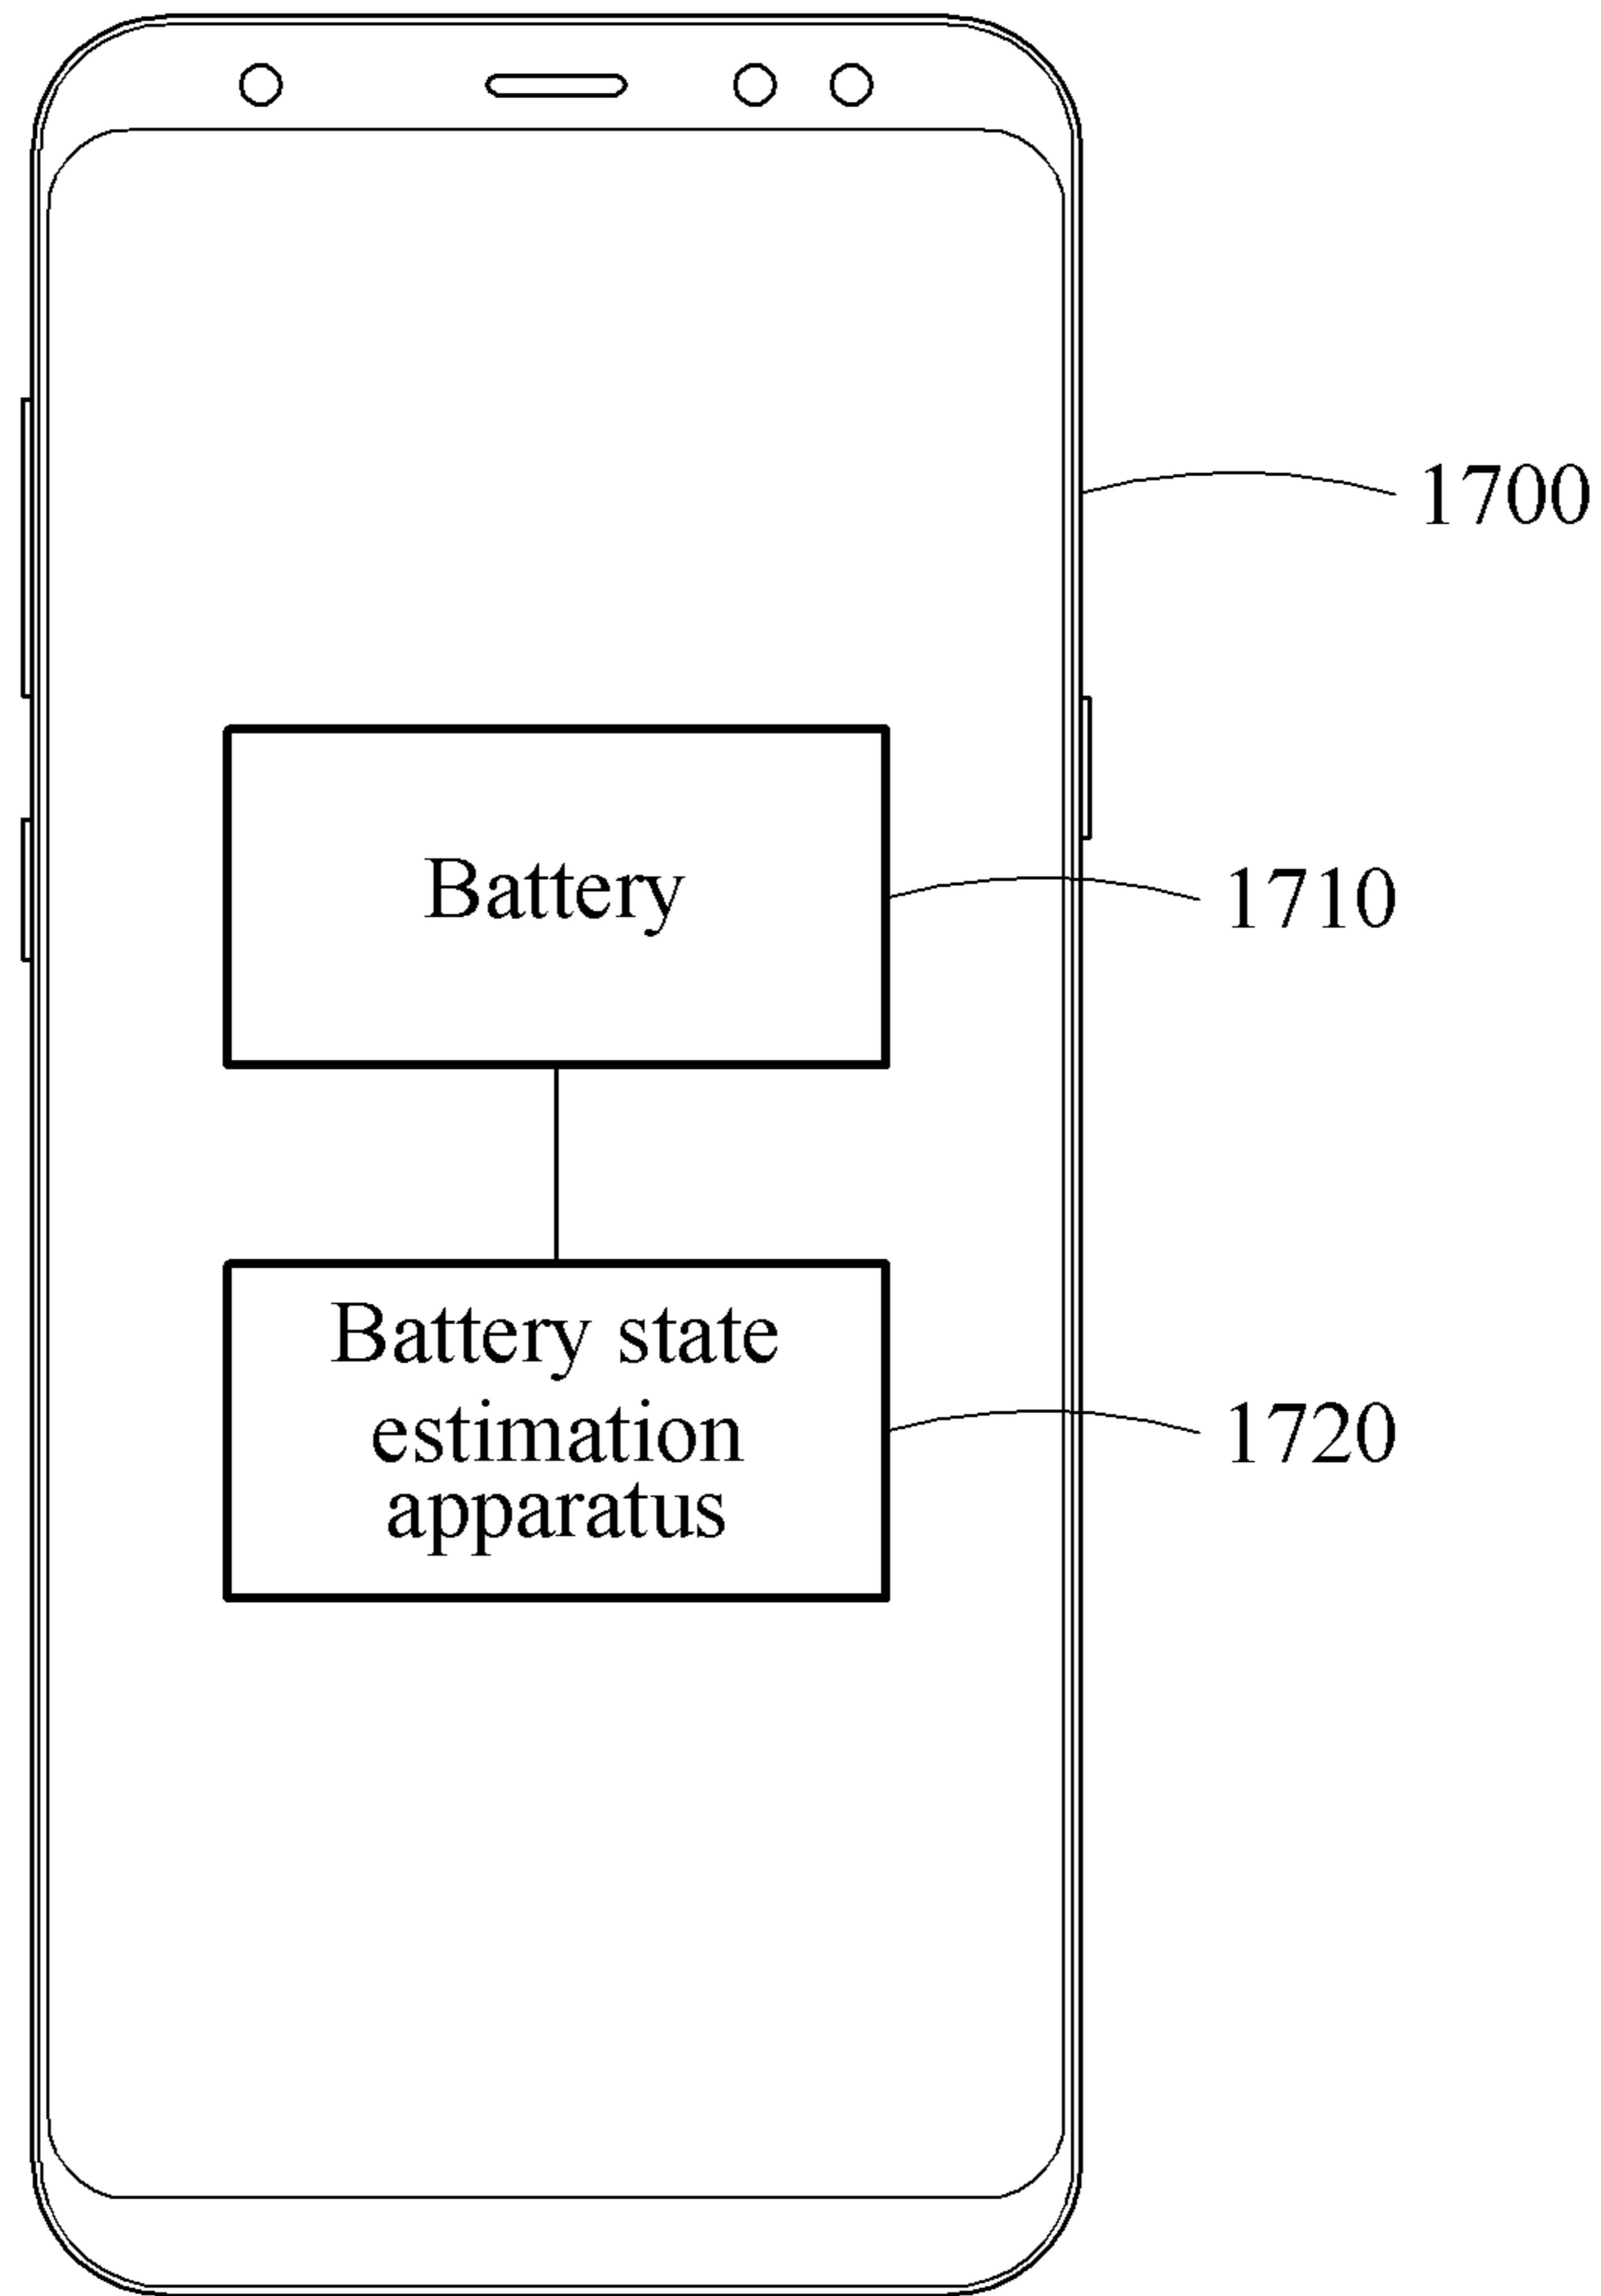 1700
Battery
1710
Battery state
estimation
apparatus
1720